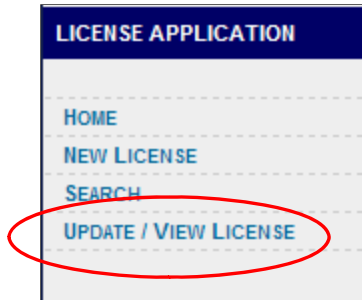 LICENSE APPLICATION
HOME
NEW LICENSE
SEARCH
UPDATE / VIEW LICENSE